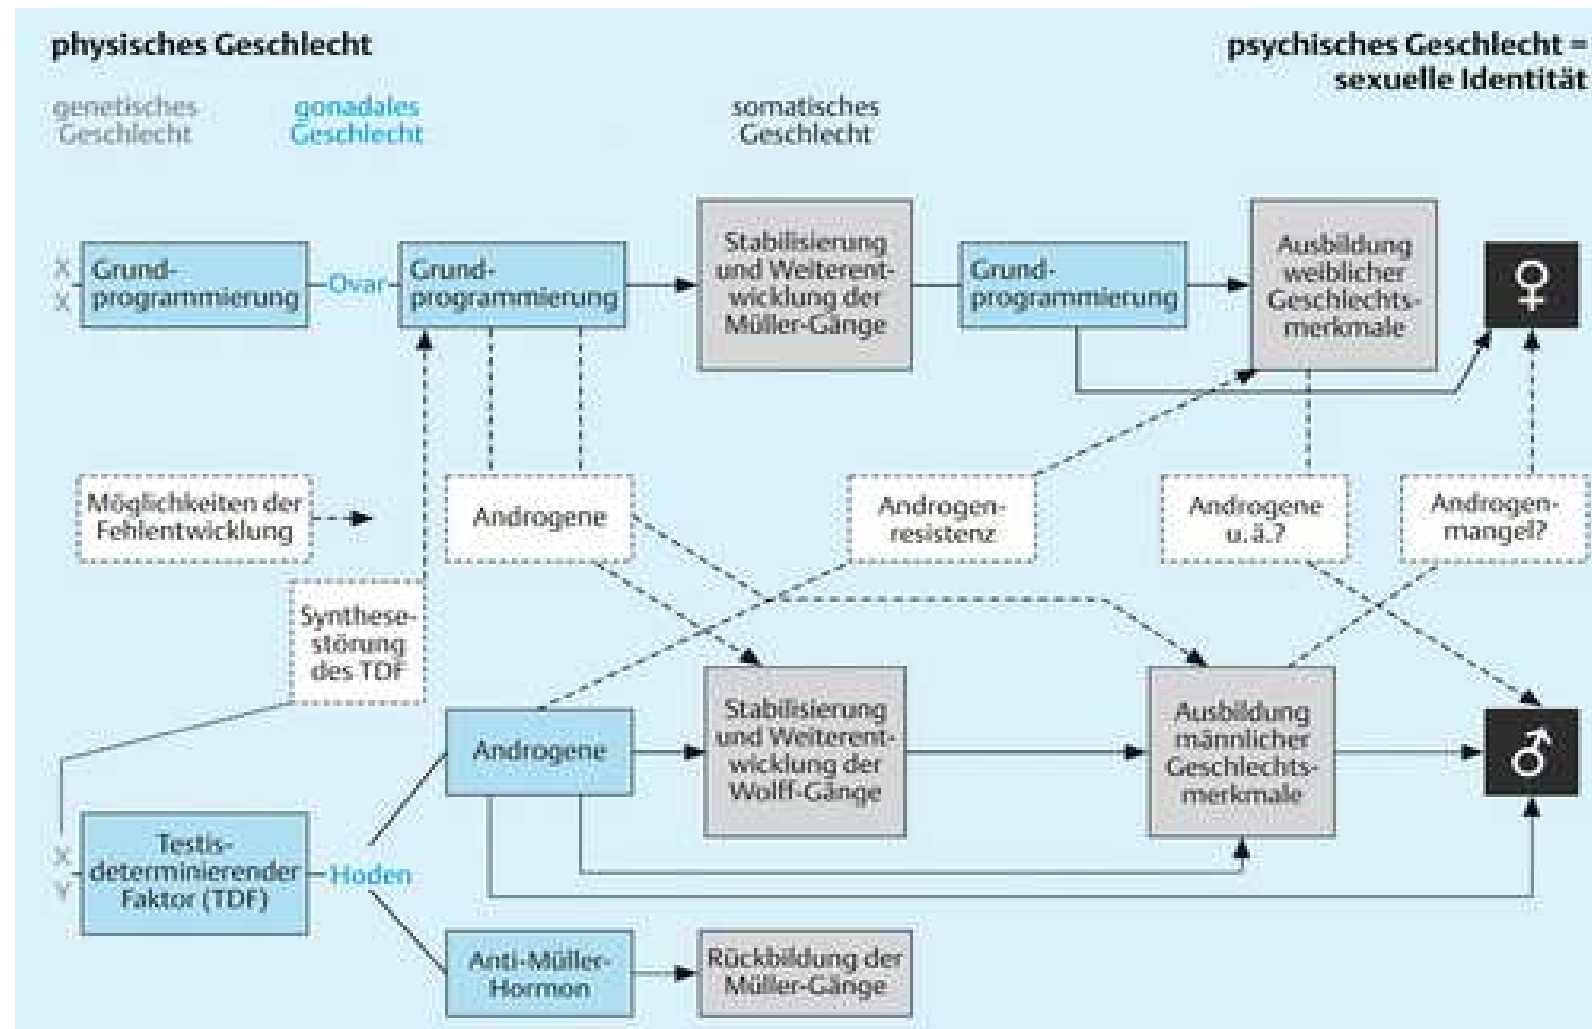 physisches Geschlecht
psychisches Geschlecht =
sexuelle Identität
genetisches
Geschlecht
gonadales
Geschlecht
somatisches
Geschlecht
X
X
Grund-
programmierung
Ovar
Grund-
programmierung
Stabilisierung
und Weiterent-
wicklung der
Müller-Gänge
Grund-
programmierung
Ausbildung
weiblicher
Geschlechts-
merkmale
♀
Möglichkeiten der
Fehlentwicklung
Androgene
Androgen-
resistenz
Androgene
u. ä.?
Androgen-
mangel?
Synthese-
störung
des TDF
Androgene
Stabilisierung
und Weiterent-
wicklung der
Wolff-Gänge
Ausbildung
männlicher
Geschlechts-
merkmale
♂
X
Y
Testis-
determinierender
Faktor (TDF)
Hoden
Anti-Müller-
Hormon
Rückbildung der
Müller-Gänge